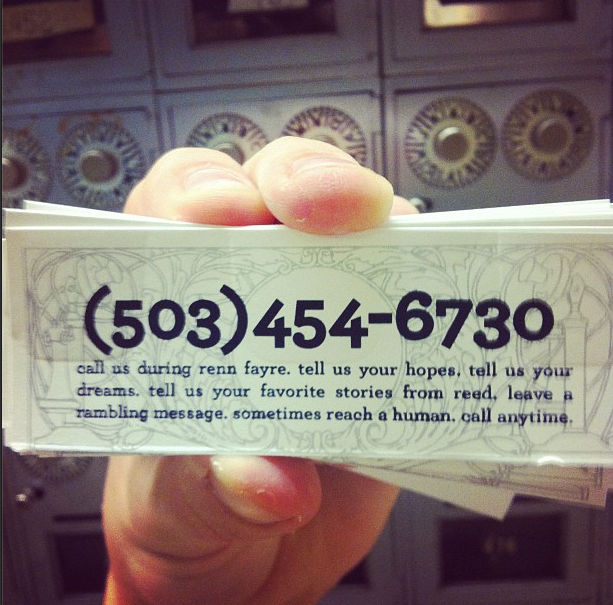 (503)454-6730
call us during renn fayre. tell us your hopes. tell us your
dreams. tell us your favorite stories from reed. leave a
rambling message. sometimes reach a human. call anytime.